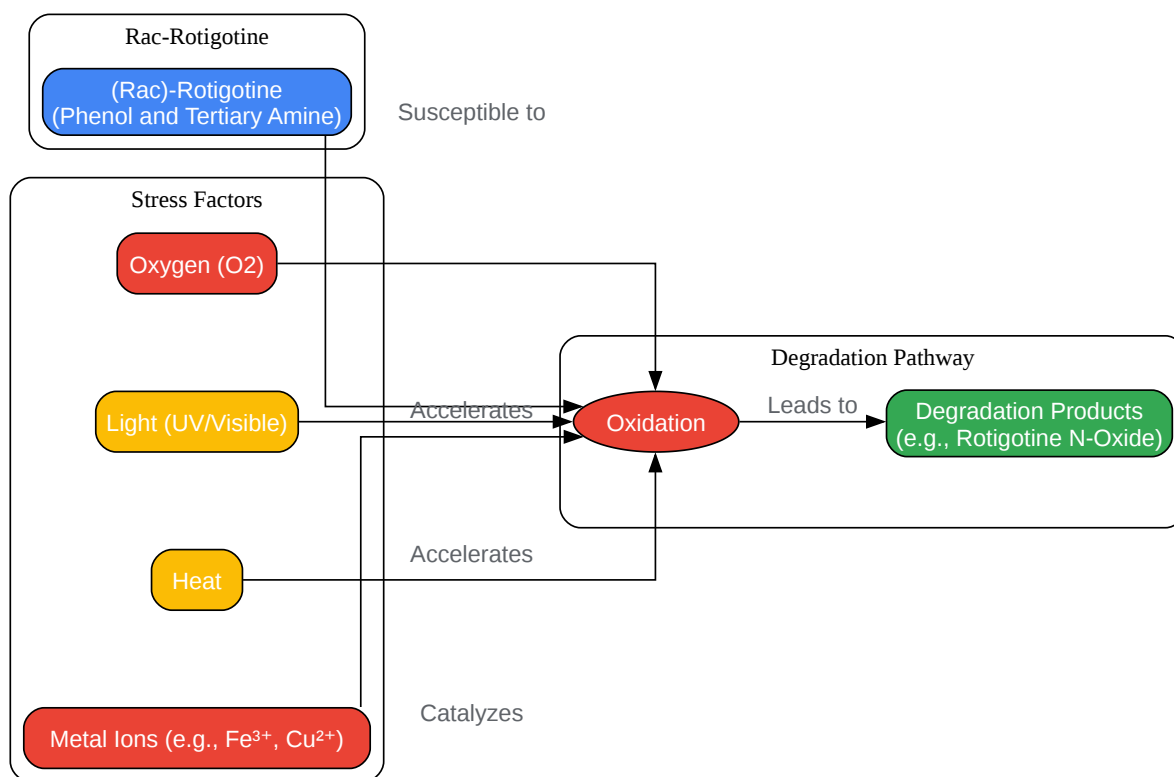 Rac-Rotigotine
(Rac)-Rotigotine
(Phenol and Tertiary Amine)
Susceptible to
Stress Factors
Oxygen (O2)
Degradation Pathway
Light (UV/Visible)
Accelerates
Oxidation
Leads to
Degradation Products
(e.g., Rotigotine N-Oxide)
Heat
Accelerates
Metal Ions (e.g., Fe³⁺, Cu²⁺)
Catalyzes